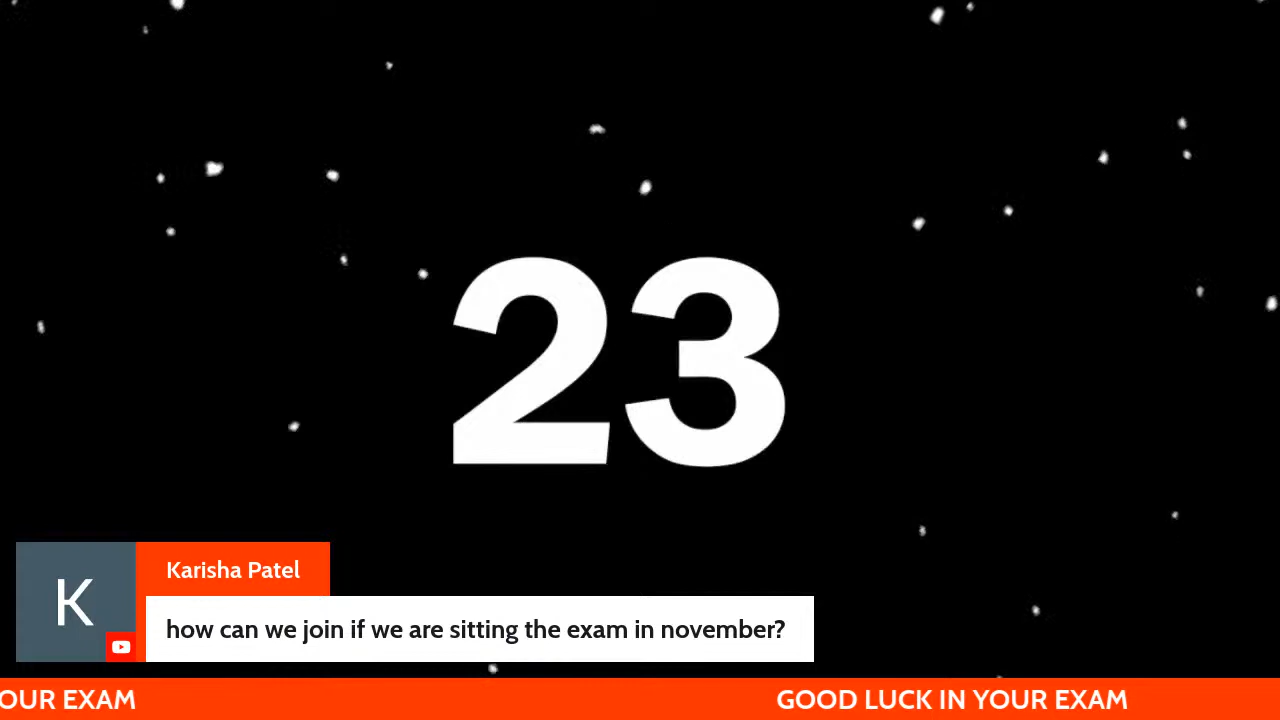 23
K
Karisha Patel
how can we join if we are sitting the exam in november?
OUR EXAM
GOOD LUCK IN YOUR EXAM